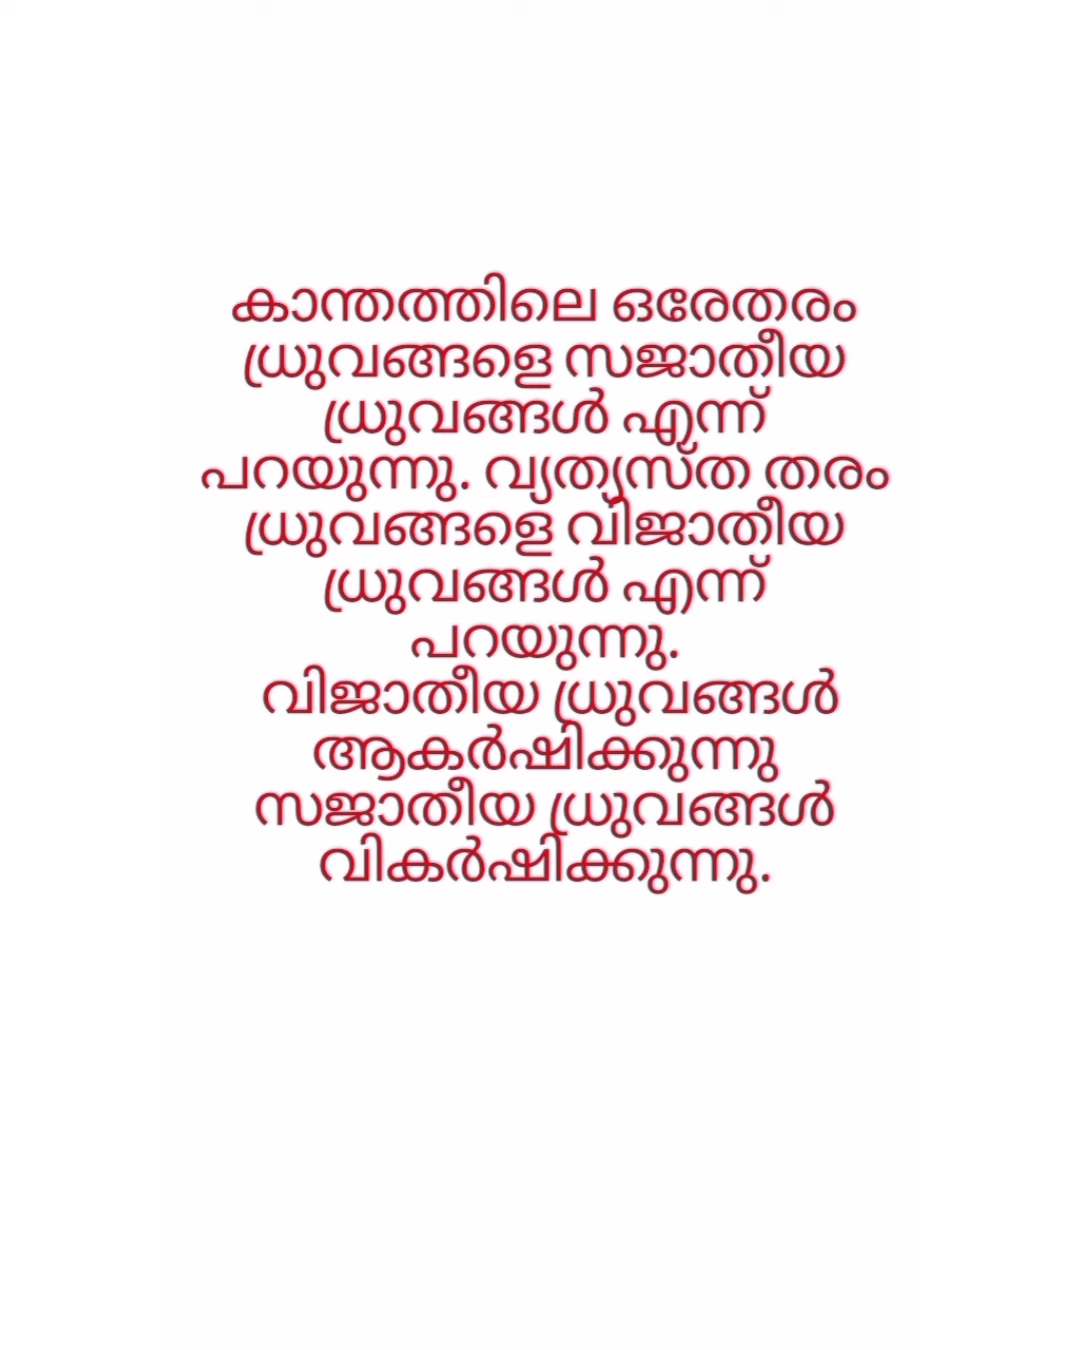 കാന്തത്തിലെ ഒരേതരം
ധ്രുവങ്ങളെ സജാതീയ
ധ്രുവങ്ങൾ എന്ന്
പറയുന്നു. വ്യത്യസ്ത തരം
ധ്രുവങ്ങളെ വിജാതീയ
ധ്രുവങ്ങൾ എന്ന്
പറയുന്നു.
വിജാതീയ ധ്രുവങ്ങൾ
ആകർഷിക്കുന്നു
സജാതീയ ധ്രുവങ്ങൾ
വികർഷിക്കുന്നു.